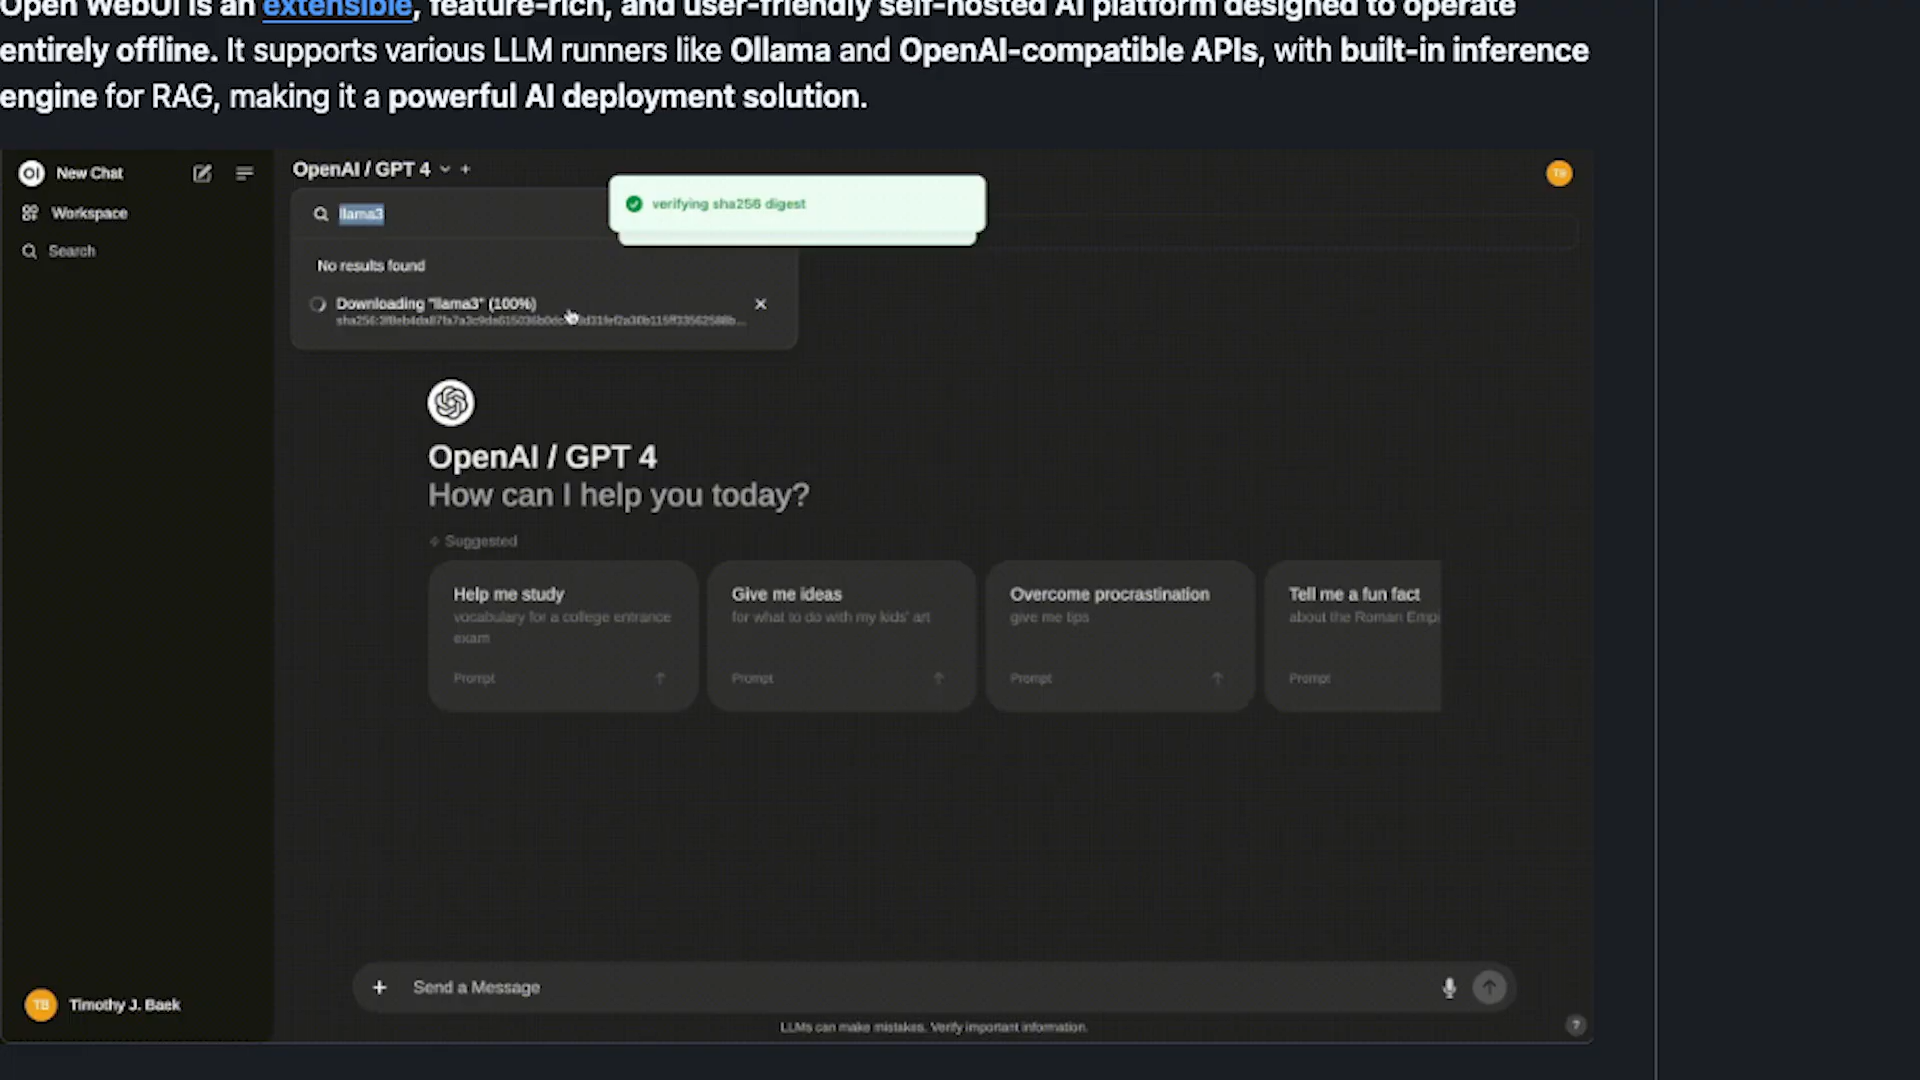 Open WebUI is an extensible, feature-rich, and user-friendly self-hosted AI platform designed to operate
entirely offline. It supports various LLM runners like Ollama and OpenAI-compatible APIs, with built-in inference
engine for RAG, making it a powerful AI deployment solution.
OI New Chat
OpenAI / GPT 4
TB
Workspace
llama3
verifying sha256 digest
Search
No results found
Downloading "llama3" (100%)
OpenAI / GPT 4
How can I help you today?
Suggested
Help me study
vocabulary for a college entrance
exam
Prompt
Give me ideas
for what to do with my kids' art
Prompt
Overcome procrastination
give me tips
Prompt
Tell me a fun fact
about the Roman Empi
Prompt
TB Timothy J. Baek
+ Send a Message
LLMs can make mistakes. Verify important information.
?